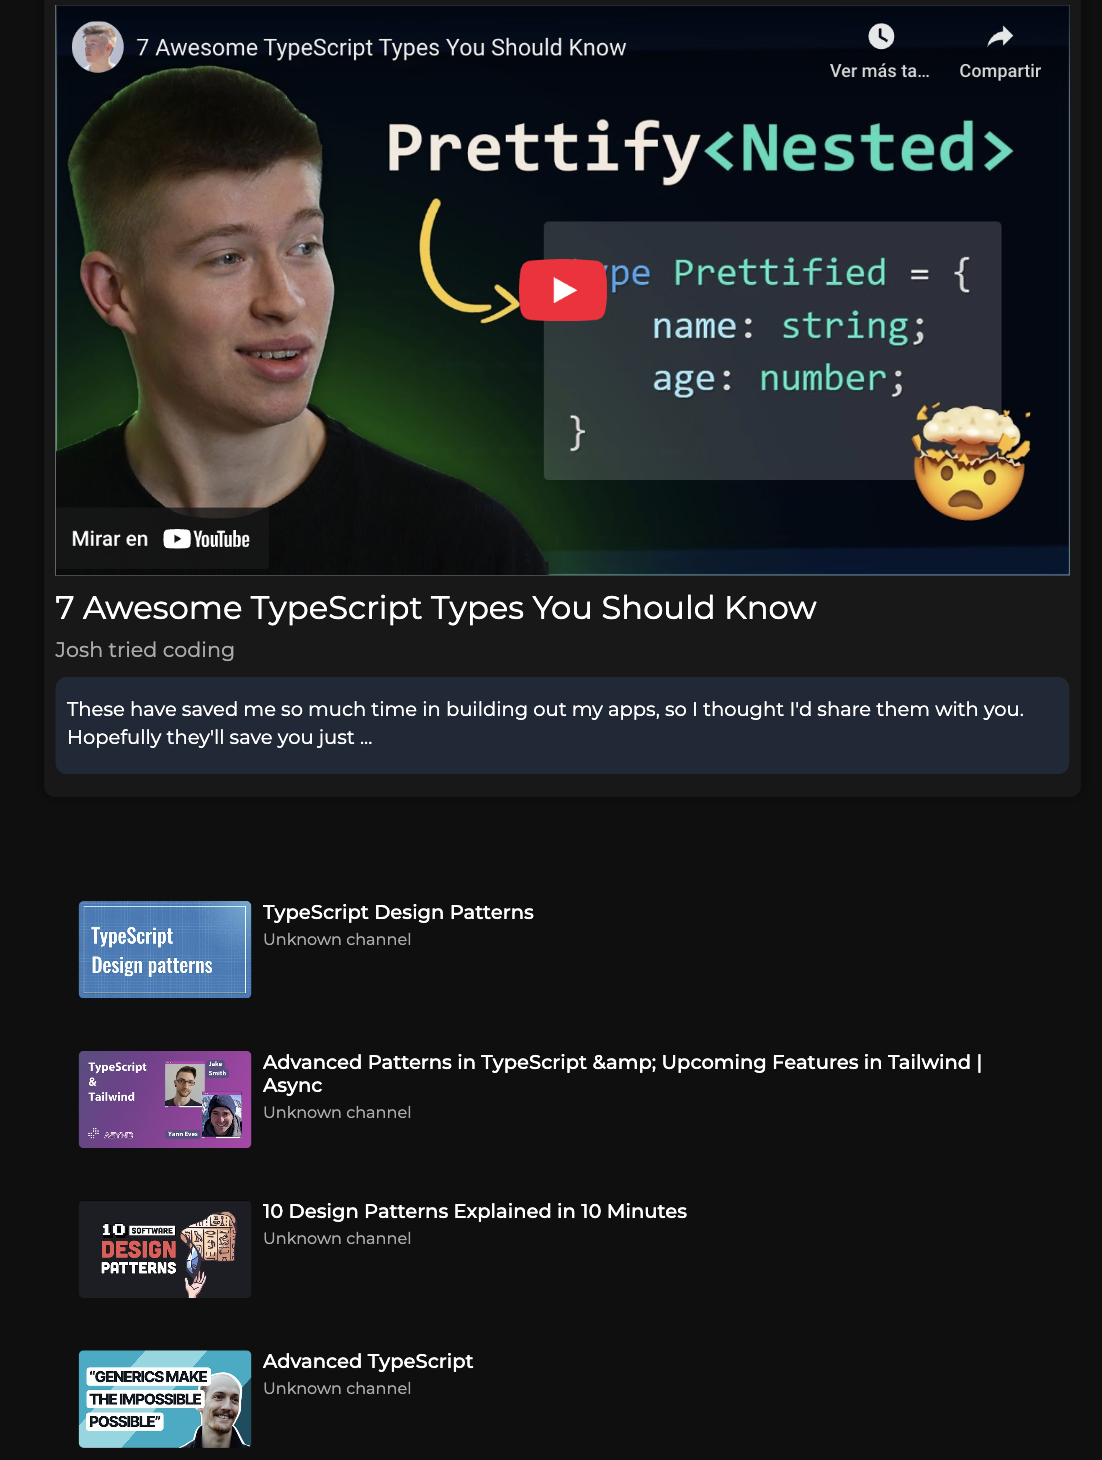 7 Awesome TypeScript Types You Should Know
Ver más ta...
Compartir
Prettify<Nested>
ype Prettified = {
name: string;
age: number;
}
Mirar en YouTube
7 Awesome TypeScript Types You Should Know
Josh tried coding
These have saved me so much time in building out my apps, so I thought I'd share them with you.
Hopefully they'll save you just ...
TypeScript
Design patterns
TypeScript Design Patterns
Unknown channel
TypeScript
&
Tailwind
Jake
Smith
Yann Eves
ASYNC
Advanced Patterns in TypeScript &amp; Upcoming Features in Tailwind |
Async
Unknown channel
10 SOFTWARE
DESIGN
PATTERNS
10 Design Patterns Explained in 10 Minutes
Unknown channel
"GENERICS MAKE
THE IMPOSSIBLE
POSSIBLE"
Advanced TypeScript
Unknown channel